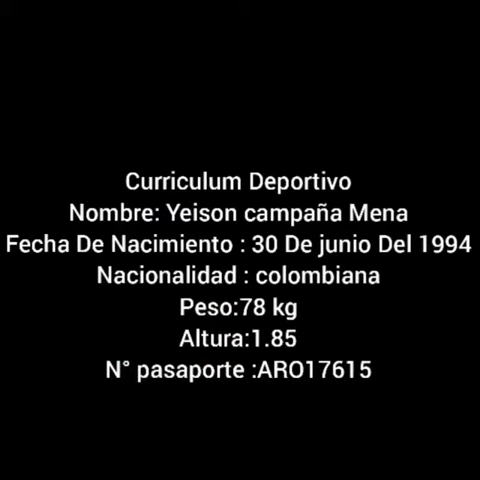 Curriculum Deportivo
Nombre: Yeison campaña Mena
Fecha De Nacimiento : 30 De junio Del 1994
Nacionalidad : colombiana
Peso:78 kg
Altura:1.85
N° pasaporte :ARO17615